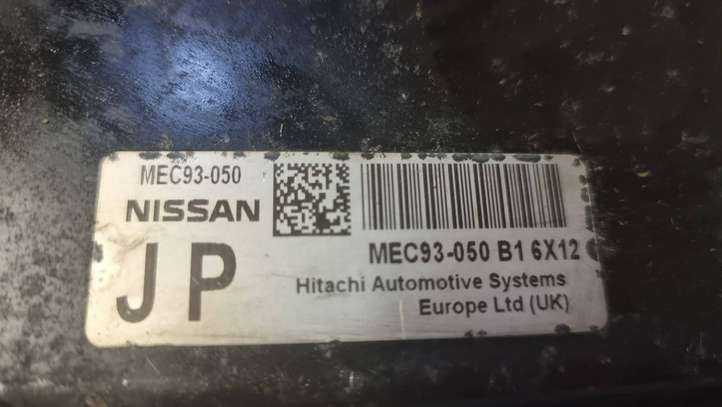 MEC93-050
NISSAN
JP
MEC93-050 B1 6X12
Hitachi Automotive Systems
Europe Ltd (UK)